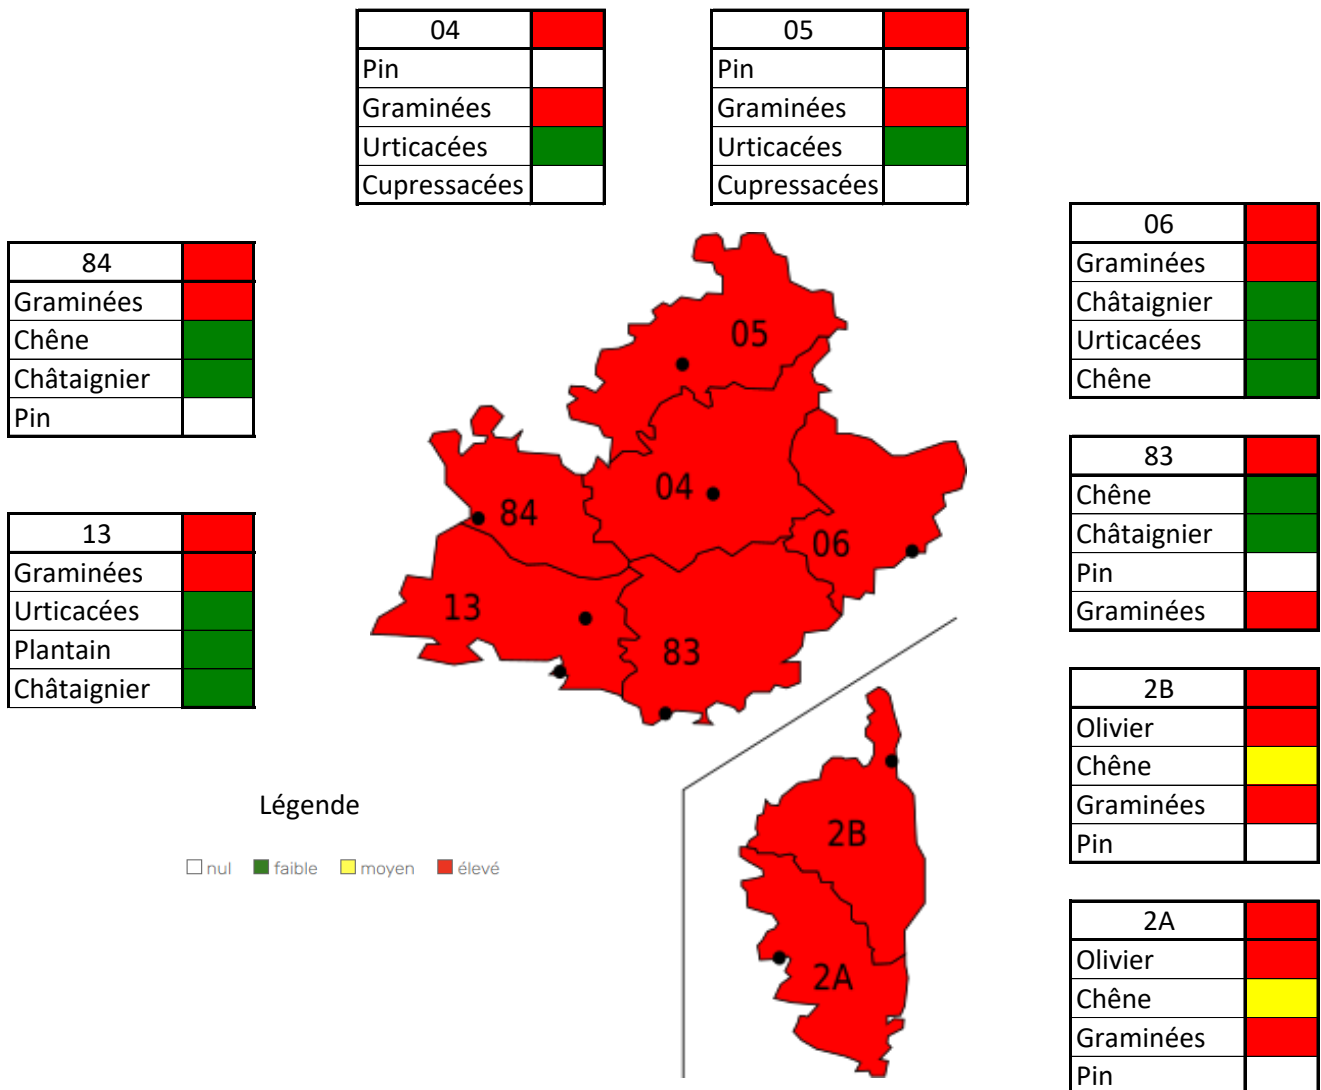 04
Pin
Graminées
Urticacées
Cupressacées
05
Pin
Graminées
Urticacées
Cupressacées
84
Graminées
Chêne
Châtaignier
Pin
13
Graminées
Urticacées
Plantain
Châtaignier
06
Graminées
Châtaignier
Urticacées
Chêne
83
Chêne
Châtaignier
Pin
Graminées
2B
Olivier
Chêne
Graminées
Pin
2A
Olivier
Chêne
Graminées
Pin
05
04
84
06
13
83
2B
2A
Légende
nul faible moyen élevé